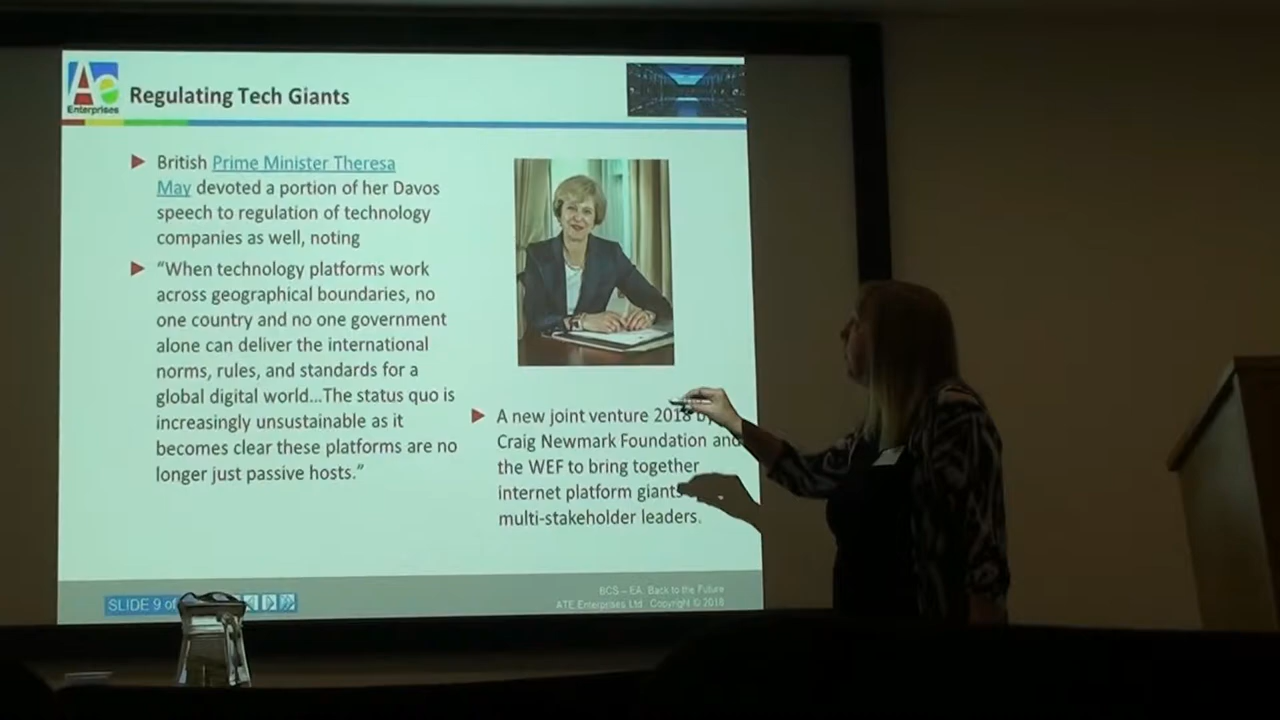 Ae
Enterprises
Regulating Tech Giants
British Prime Minister Theresa
May devoted a portion of her Davos
speech to regulation of technology
companies as well, noting
“When technology platforms work
across geographical boundaries, no
one country and no one government
alone can deliver the international
norms, rules, and standards for a
global digital world...The status quo is
increasingly unsustainable as it
becomes clear these platforms are no
longer just passive hosts.”
A new joint venture 2018
Craig Newmark Foundation and
the WEF to bring together
internet platform giants
multi-stakeholder leaders.
SLIDE 9 of
BCS – EA: Back to the Future
ATE Enterprises Ltd Copyright © 2018